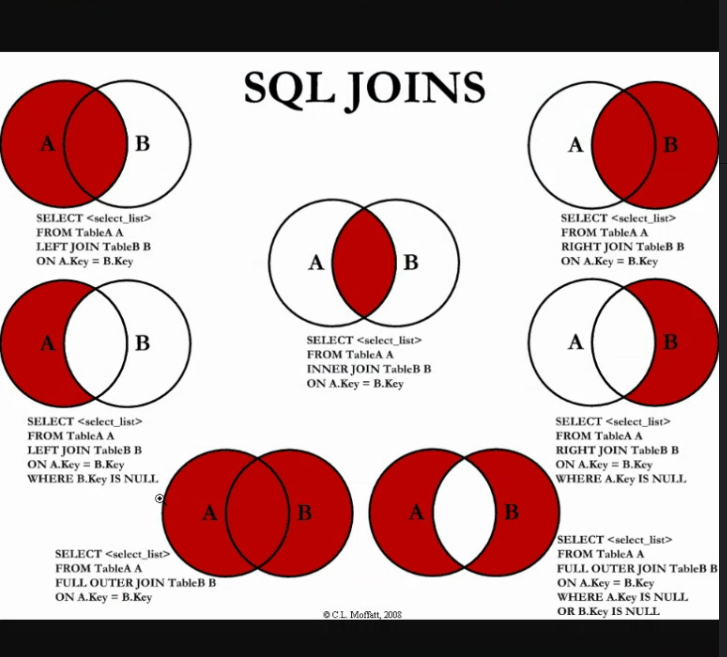 SQL JOINS
A B
SELECT <select_list>
FROM TableA A
LEFT JOIN TableB B
ON A.Key = B.Key
A B
SELECT <select_list>
FROM TableA A
RIGHT JOIN TableB B
ON A.Key = B.Key
A B
SELECT <select_list>
FROM TableA A
INNER JOIN TableB B
ON A.Key = B.Key
A B
SELECT <select_list>
FROM TableA A
LEFT JOIN TableB B
ON A.Key = B.Key
WHERE B.Key IS NULL
A B
SELECT <select_list>
FROM TableA A
RIGHT JOIN TableB B
ON A.Key = B.Key
WHERE A.Key IS NULL
A B
SELECT <select_list>
FROM TableA A
FULL OUTER JOIN TableB B
ON A.Key = B.Key
A B
SELECT <select_list>
FROM TableA A
FULL OUTER JOIN TableB B
ON A.Key = B.Key
WHERE A.Key IS NULL
OR B.Key IS NULL
© C.L. Moffatt, 2008